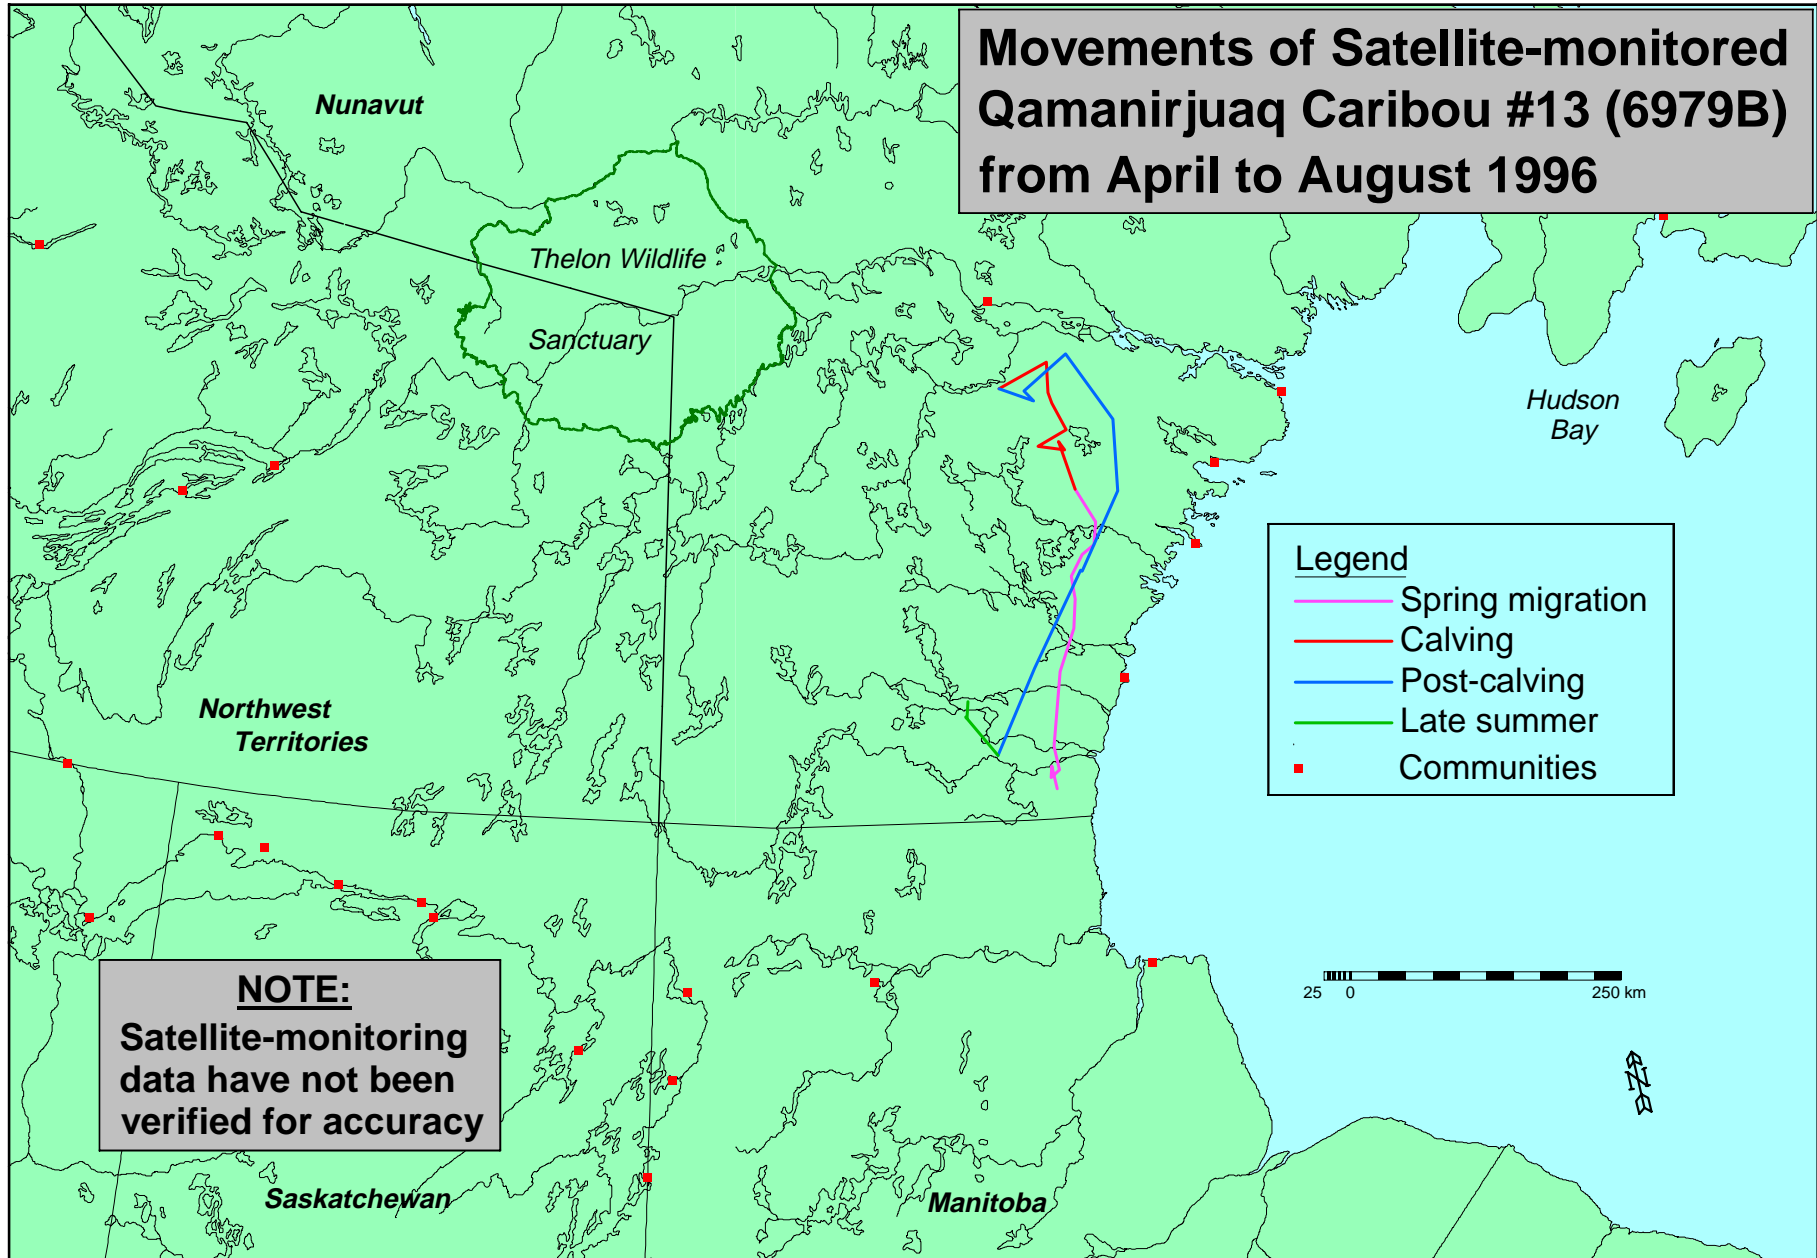 Movements of Satellite-monitored
Qamanirjuaq Caribou #13 (6979B)
from April to August 1996
Nunavut
Thelon Wildlife
Sanctuary
Hudson
Bay
Legend
Spring migration
Calving
Post-calving
Late summer
Communities
Northwest
Territories
25 0 250 km
NOTE:
Satellite-monitoring
data have not been
verified for accuracy
N
Saskatchewan
Manitoba